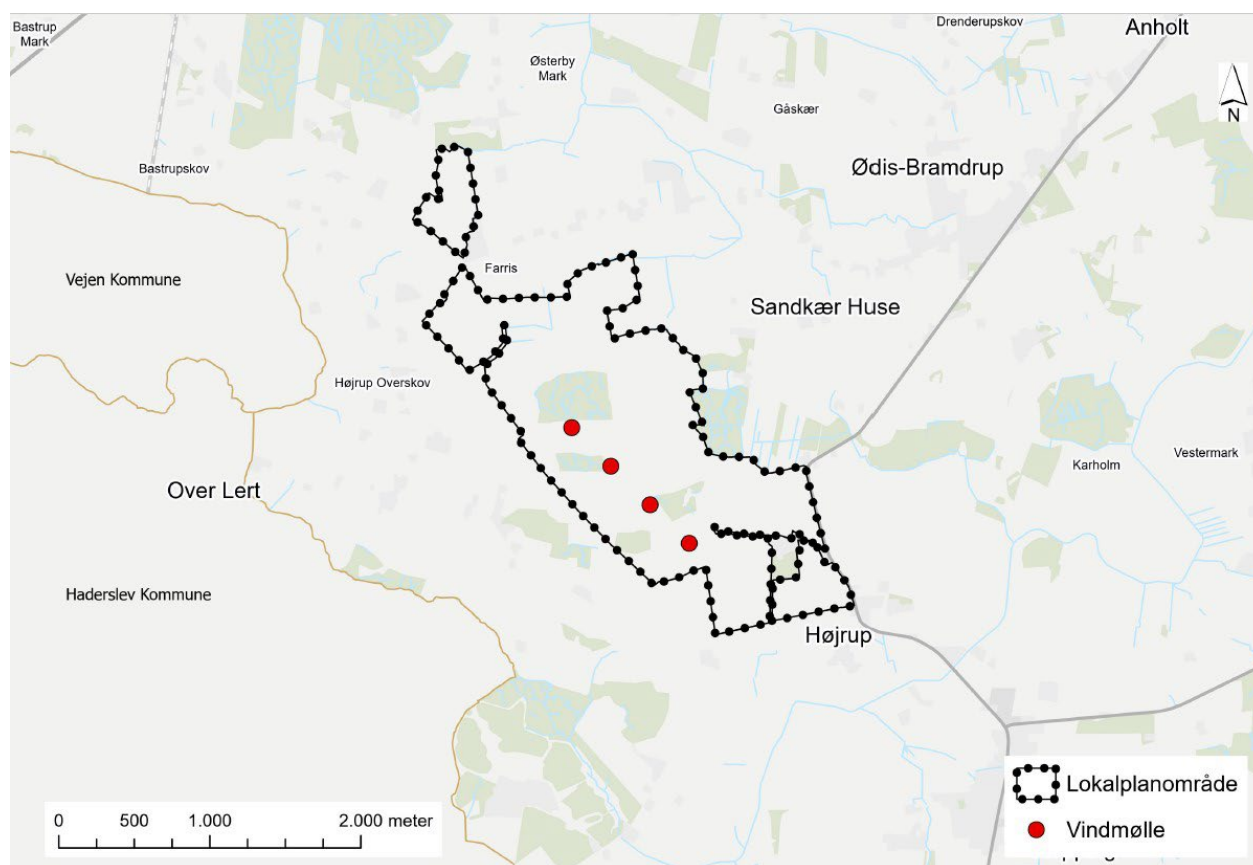 Bastrup
Mark
Drenderupskov
Anholt
Østerby
Mark
N
Gåskær
Bastrupskov
Ødis-Bramdrup
Vejen Kommune
Farris
Sandkær Huse
Højrup Overskov
Over Lert
Karholm
Vestermark
Haderslev Kommune
Højrup
Lokalplanområde
Vindmølle
0 500 1.000 2.000 meter